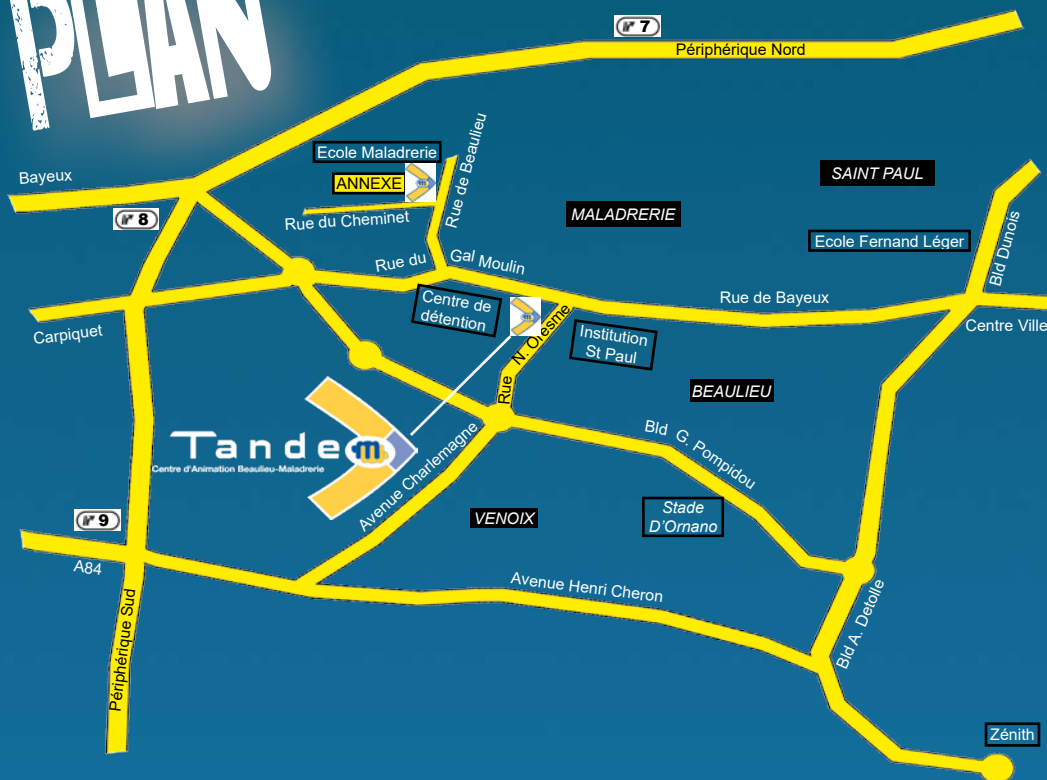 PLAN
7
Périphérique Nord
Ecole Maladrerie
ANNEXE
Rue de Beaulieu
Bayeux
8
Rue du Cheminet
SAINT PAUL
MALADRERIE
Ecole Fernand Léger
Bld Dunois
Rue du Gal Moulin
Centre de
détention
Rue de Bayeux
Carpiquet
Centre Ville
Rue N. Oresme
Institution
St Paul
BEAULIEU
Tandem
Centre d'Animation Beaulieu-Maladrerie
Avenue Charlemagne
Bld G. Pompidou
VENOIX
Stade
D'Ornano
9
A84
Périphérique Sud
Avenue Henri Cheron
Bld A. Detolle
Zénith